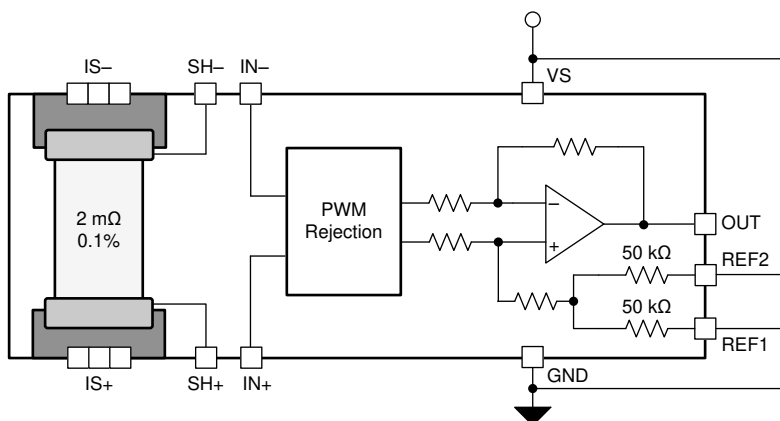 IS–
SH–
IN–
VS
2 mΩ
0.1%
PWM
Rejection
–
+
OUT
50 kΩ
REF2
50 kΩ
REF1
IS+
SH+
IN+
GND